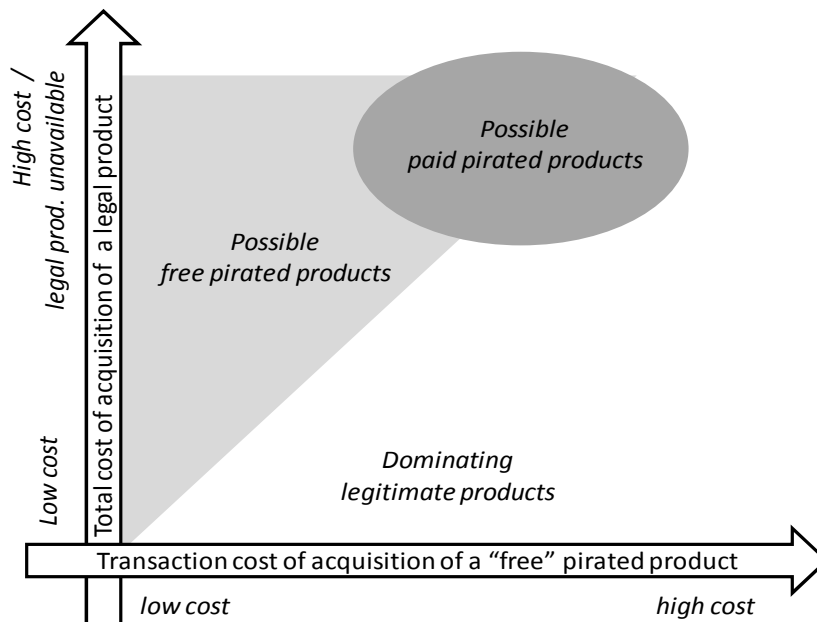 High cost /
legal prod. unavailable
Low cost
Total cost of acquisition of a legal product
Possible
paid pirated products
Possible
free pirated products
Dominating
legitimate products
Transaction cost of acquisition of a “free” pirated product
low cost
high cost